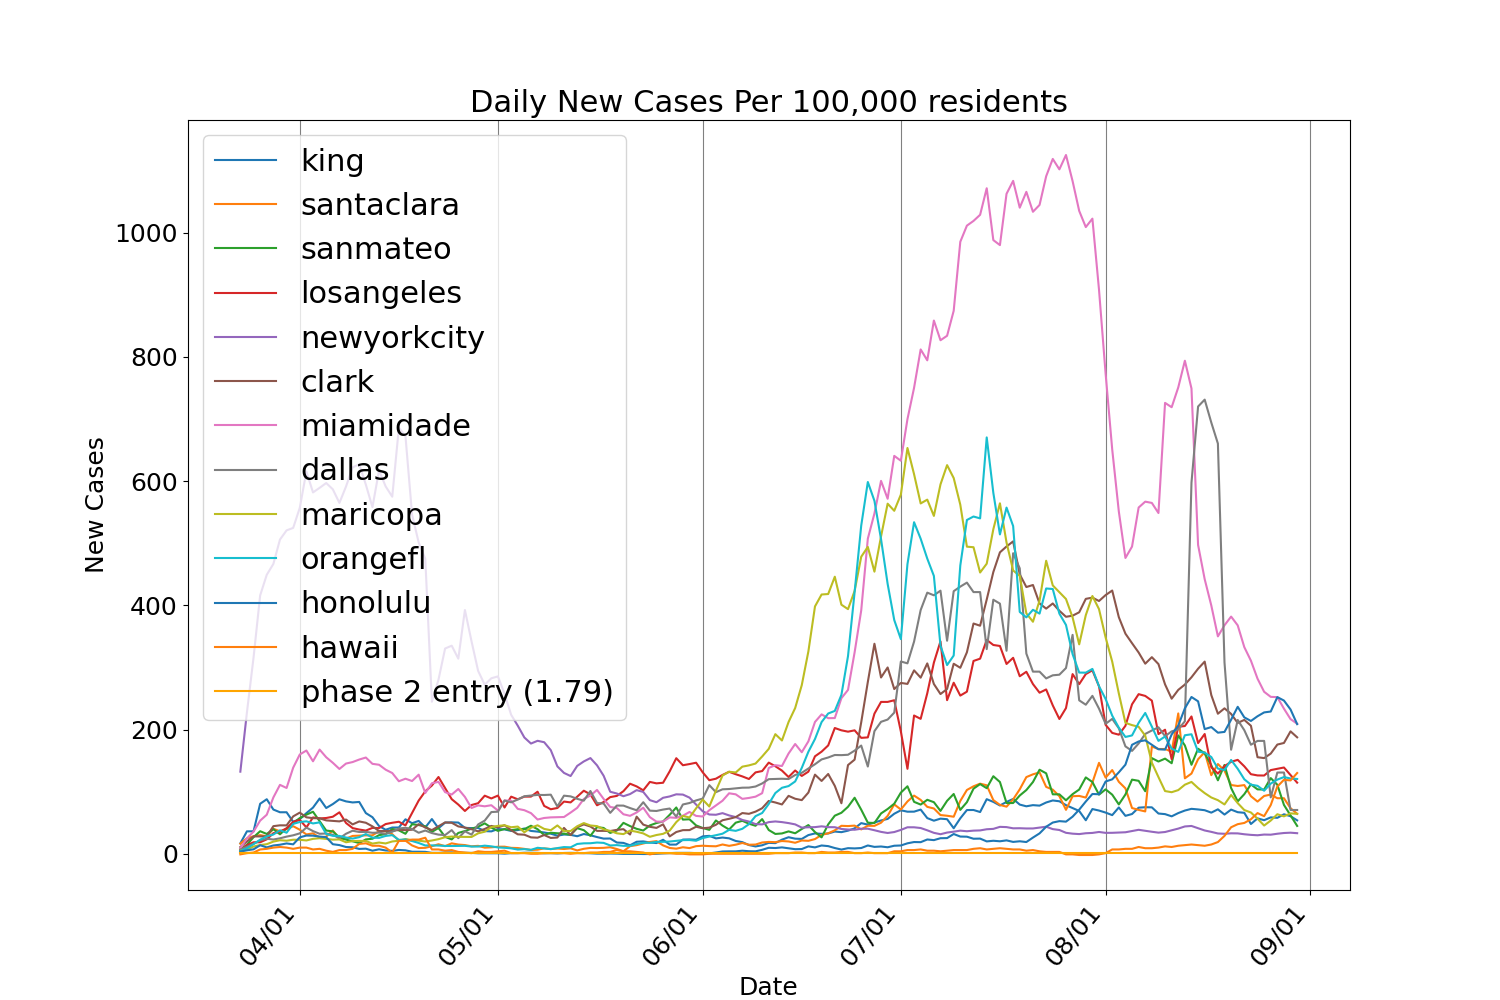 Daily New Cases Per 100,000 residents
king
santaclara
sanmateo
losangeles
newyorkcity
clark
miamidade
dallas
maricopa
orangefl
honolulu
hawaii
phase 2 entry (1.79)
1000
800
600
400
200
0
New Cases
04/01
05/01
06/01
07/01
08/01
09/01
Date